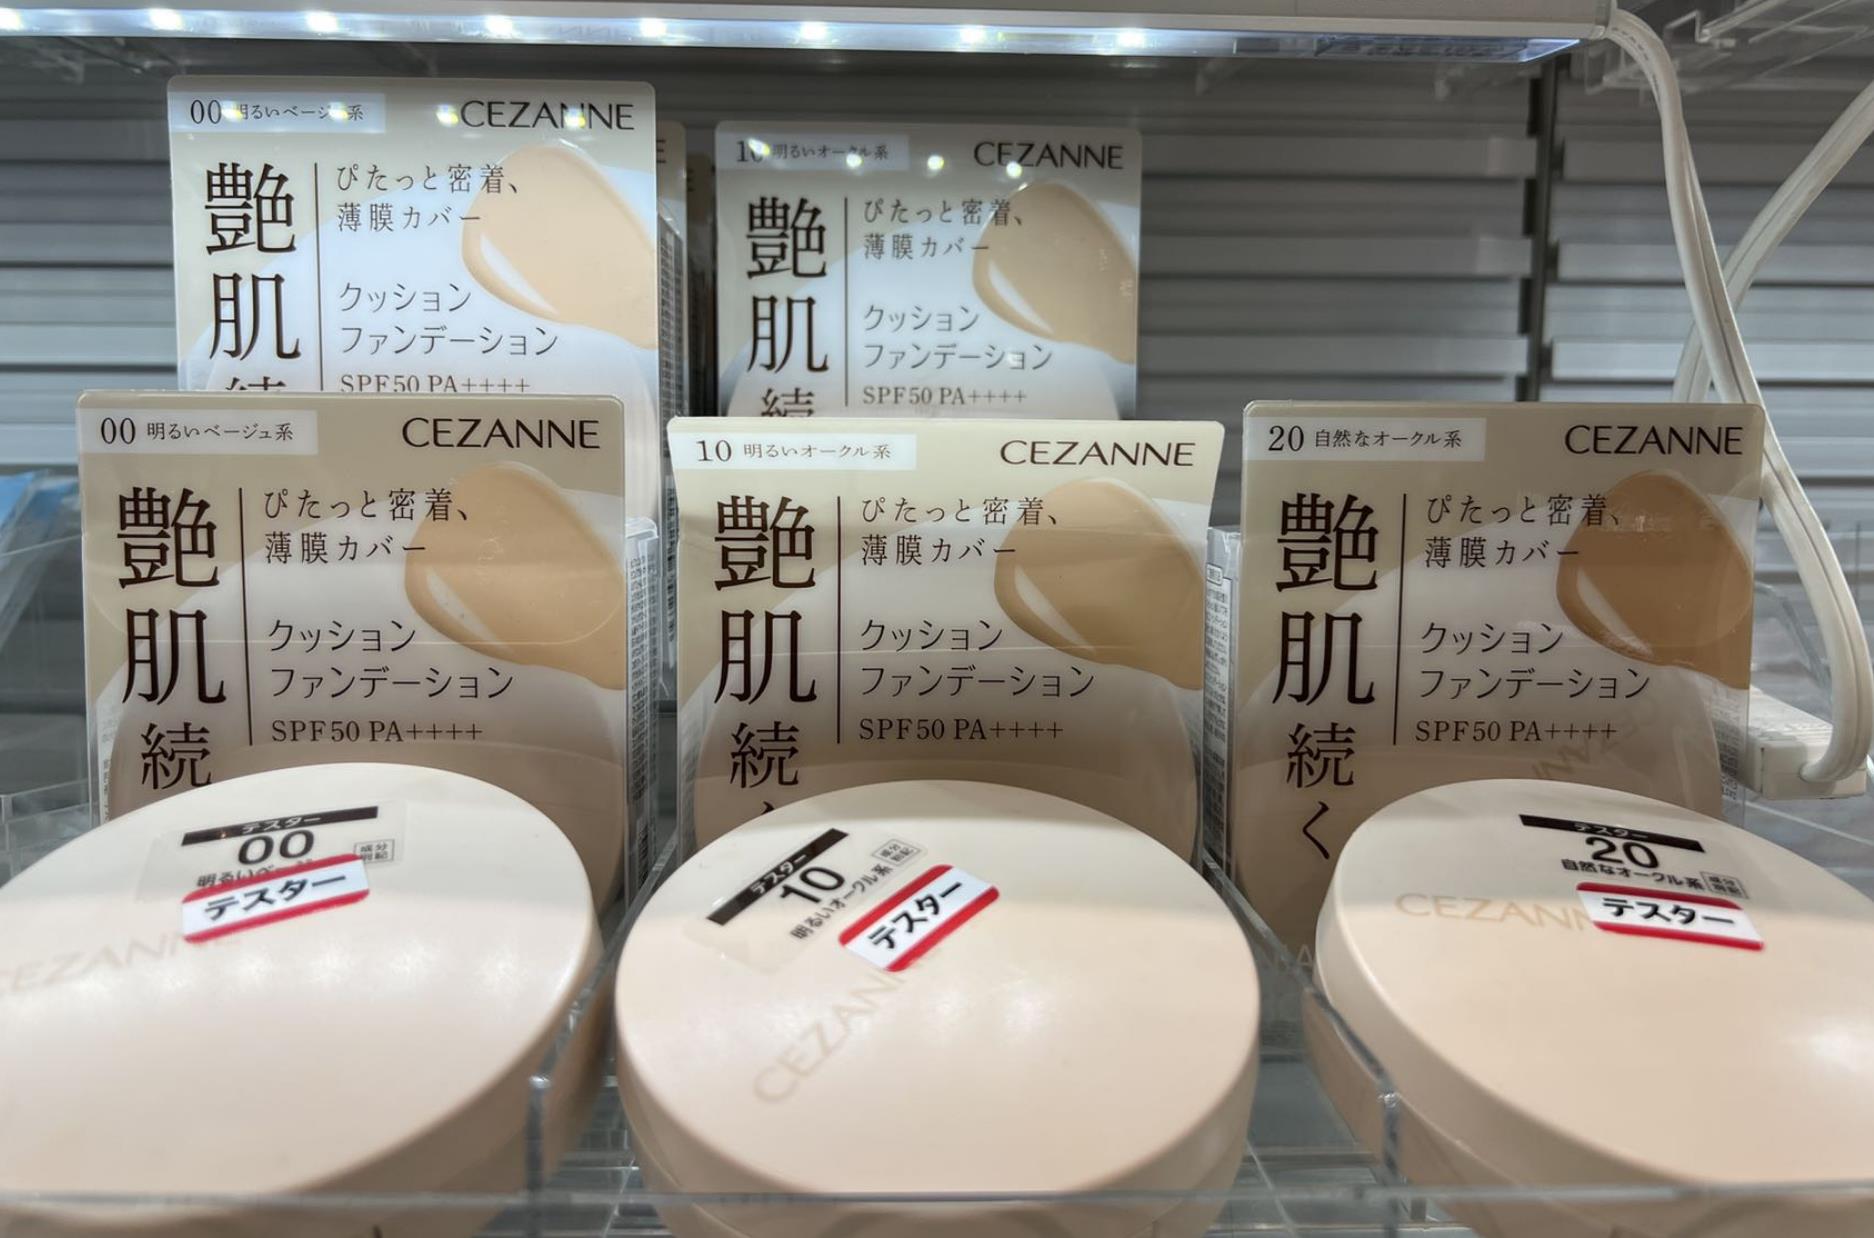 00 明るいベージュ系
CEZANNE
艶肌
ぴたっと密着、
薄膜カバー
クッション
ファンデーション
SPF50 PA++++
10 明るいオークル系
CEZANNE
艶肌
ぴたっと密着、
薄膜カバー
クッション
ファンデーション
SPF50 PA++++
00 明るいベージュ系
CEZANNE
艶肌続
ぴたっと密着、
薄膜カバー
クッション
ファンデーション
SPF50 PA++++
10 明るいオークル系
CEZANNE
艶肌続
ぴたっと密着、
薄膜カバー
クッション
ファンデーション
SPF50 PA++++
20 自然なオークル系
CEZANNE
艶肌続く
ぴたっと密着、
薄膜カバー
クッション
ファンデーション
SPF50 PA++++
テスター
00
明るいベー
テスター
テスター
10
明るいオークル系
テスター
CEZAN
テスター
20
自然なオークル系
テスター
CEZANN